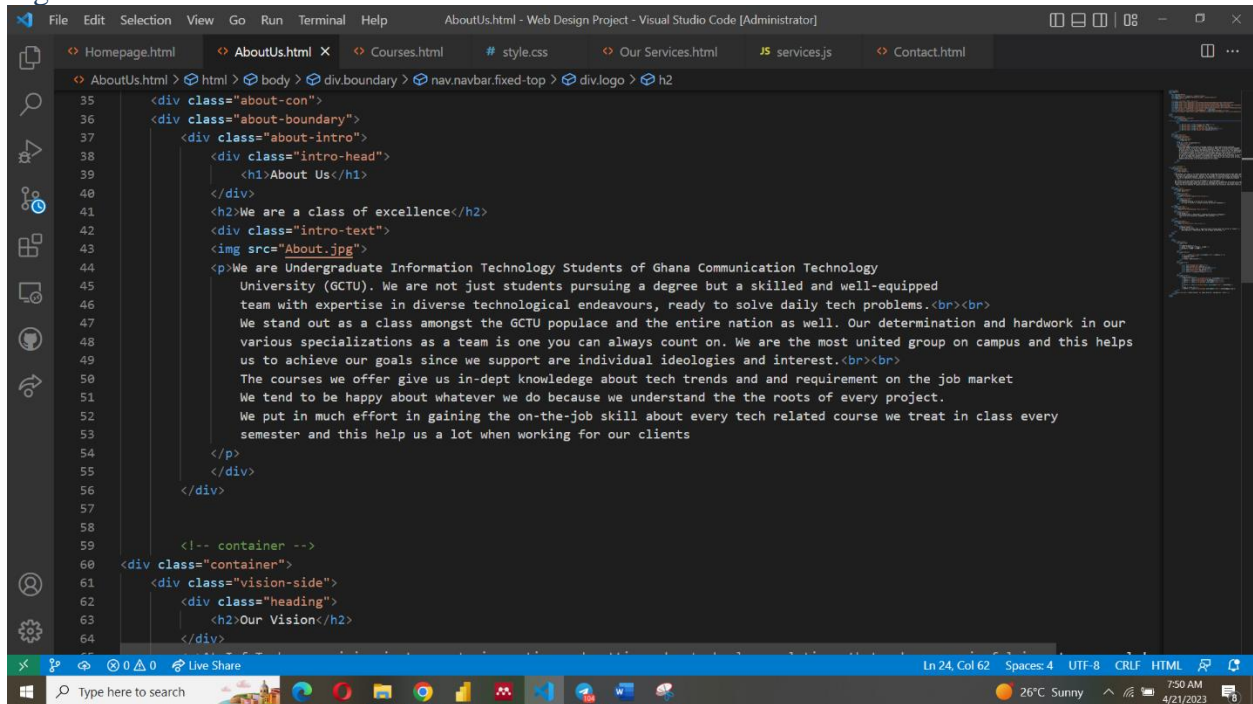 File Edit Selection View Go Run Terminal Help AboutUs.html - Web Design Project - Visual Studio Code [Administrator]
Homepage.html AboutUs.html Courses.html # style.css Our Services.html JS services.js Contact.html
AboutUs.html > html > body > div.boundary > nav.navbar.fixed-top > div.logo > h2
35 <div class="about-con">
36 <div class="about-boundary">
37 <div class="about-intro">
38 <div class="intro-head">
39 <h1>About Us</h1>
40 </div>
41 <h2>We are a class of excellence</h2>
42 <div class="intro-text">
43 <img src="About.jpg">
44 <p>We are Undergraduate Information Technology Students of Ghana Communication Technology
45 University (GCTU). We are not just students pursuing a degree but a skilled and well-equipped
46 team with expertise in diverse technological endeavours, ready to solve daily tech problems.<br><br>
47 We stand out as a class amongst the GCTU populace and the entire nation as well. Our determination and hardwork in our
48 various specializations as a team is one you can always count on. We are the most united group on campus and this helps
49 us to achieve our goals since we support are individual ideologies and interest.<br><br>
50 The courses we offer give us in-dept knowledege about tech trends and and requirement on the job market
51 We tend to be happy about whatever we do because we understand the the roots of every project.
52 We put in much effort in gaining the on-the-job skill about every tech related course we treat in class every
53 semester and this help us a lot when working for our clients
54 </p>
55 </div>
56 </div>
57
58
59 <!-- container -->
60 <div class="container">
61 <div class="vision-side">
62 <div class="heading">
63 <h2>Our Vision</h2>
64 </div>
0 0 Live Share Ln 24, Col 62 Spaces: 4 UTF-8 CRLF HTML
Type here to search 26°C Sunny 7:50 AM
4/21/2023